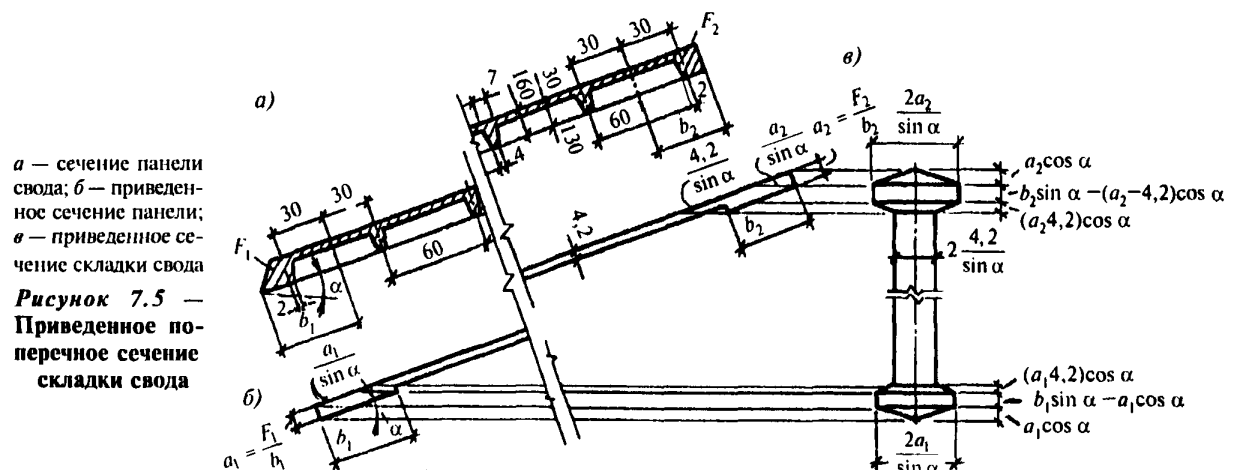 а — сечение панели
свода; б — приведен-
ное сечение панели;
в — приведенное се-
чение складки свода
Рисунок 7.5 —
Приведенное по-
перечное сечение
складки свода
а)
30
30
F₁
60
2
b₁
α
7
160
30
30
30
F₂
4
130
60
2
b₂
б)
a₁/sin α
a₁ = F₁/b₁
b₁
α
4,2
4,2/sin α
a₂/sin α
b₂
a₂ = F₂/b₂
в)
2a₂/sin α
a₂cos α
b₂sin α −(a₂−4,2)cos α
(a₂4,2)cos α
2 4,2/sin α
(a₁4,2)cos α
b₁sin α −a₁cos α
a₁cos α
2a₁/sin α